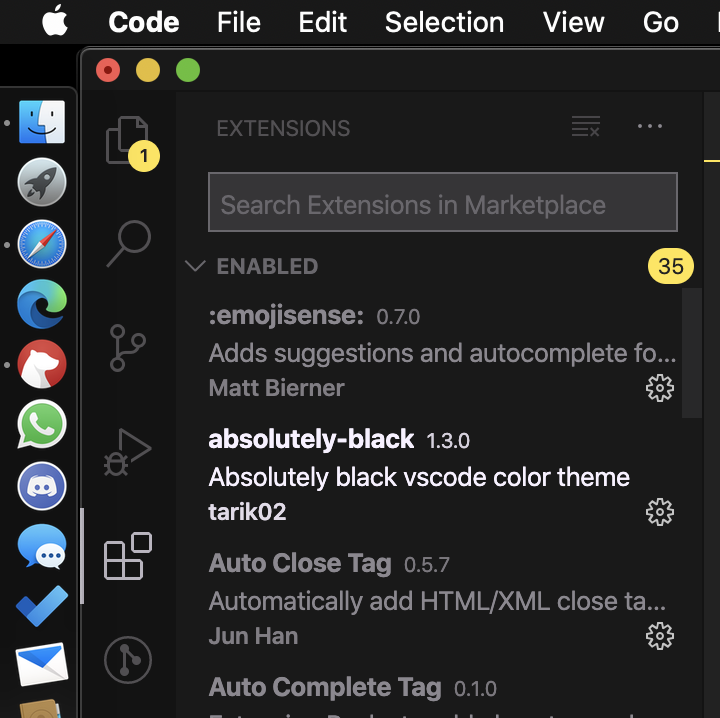 Code File Edit Selection View Go
EXTENSIONS
1
Search Extensions in Marketplace
ENABLED 35
:emojisense: 0.7.0
Adds suggestions and autocomplete fo...
Matt Bierner
absolutely-black 1.3.0
Absolutely black vscode color theme
tarik02
Auto Close Tag 0.5.7
Automatically add HTML/XML close ta...
Jun Han
Auto Complete Tag 0.1.0